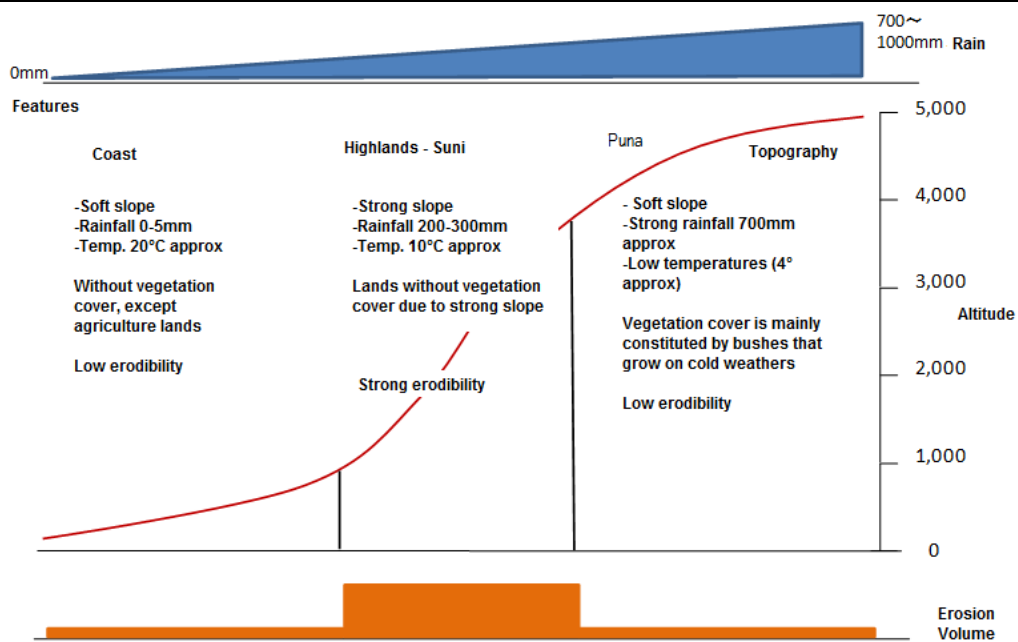 700～
1000mm Rain
0mm
Features
Coast
-Soft slope
-Rainfall 0-5mm
-Temp. 20°C approx
Without vegetation
cover, except
agriculture lands
Low erodibility
Highlands - Suni
-Strong slope
-Rainfall 200-300mm
-Temp. 10°C approx
Lands without vegetation
cover due to strong slope
Strong erodibility
Puna
Topography
- Soft slope
-Strong rainfall 700mm
approx
-Low temperatures (4°
approx)
Vegetation cover is mainly
constituted by bushes that
grow on cold weathers
Low erodibility
5,000
4,000
3,000
Altitude
2,000
1,000
0
Erosion
Volume